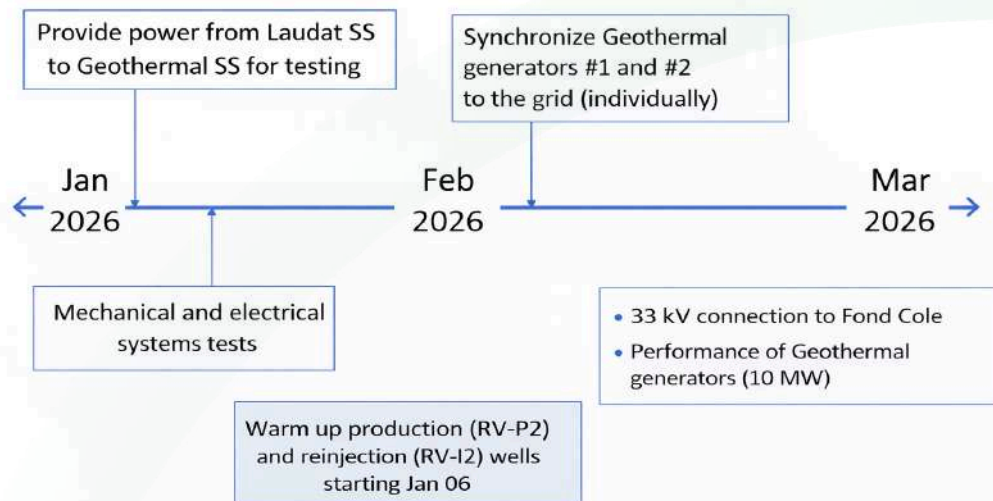 Provide power from Laudat SS
to Geothermal SS for testing
Synchronize Geothermal
generators #1 and #2
to the grid (individually)
Jan
2026
Feb
2026
Mar
2026
Mechanical and electrical
systems tests
• 33 kV connection to Fond Cole
• Performance of Geothermal
generators (10 MW)
Warm up production (RV-P2)
and reinjection (RV-I2) wells
starting Jan 06